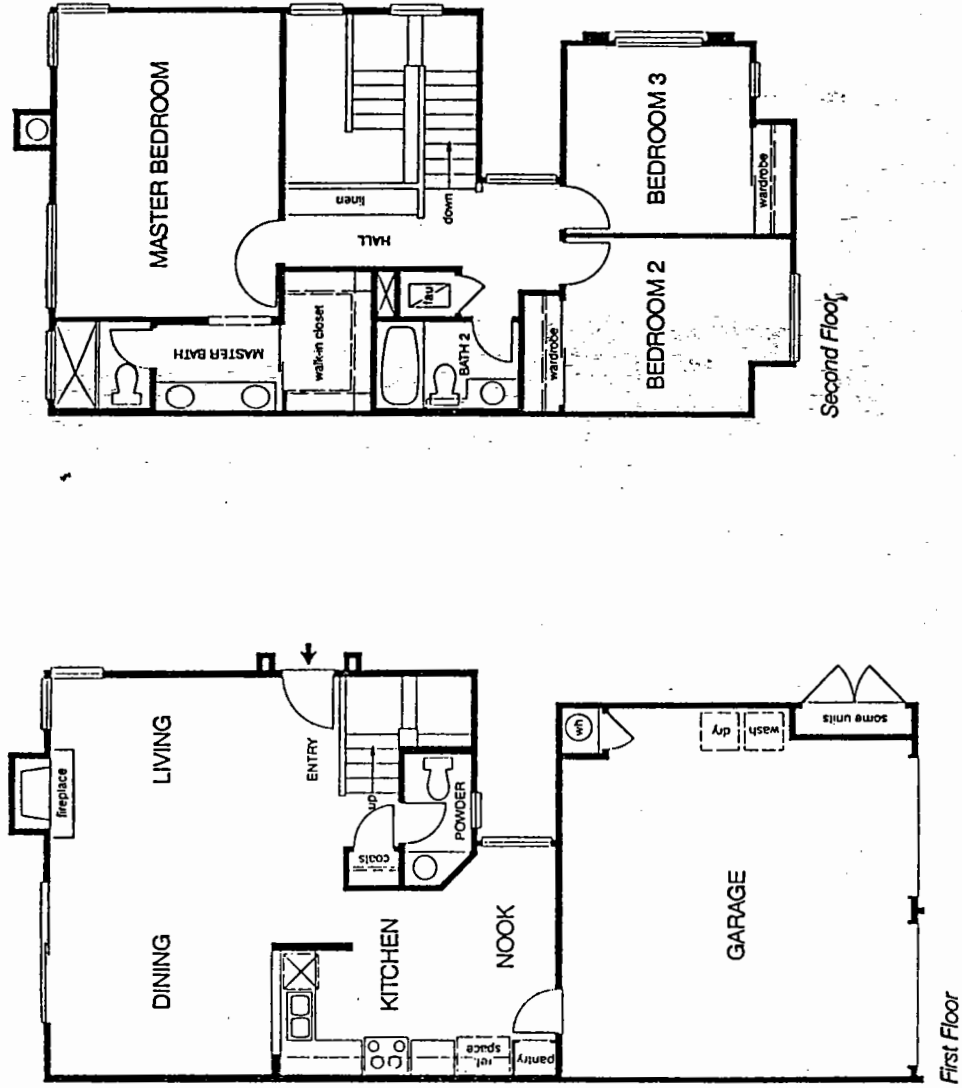 MASTER BEDROOM
linen
HALL
down
BEDROOM 3
wardrobe
BEDROOM 2
wardrobe
fau
BATH 2
walk-in closet
MASTER BATH
Second Floor
fireplace
LIVING
ENTRY
up
POWDER
coats
DINING
KITCHEN
NOOK
ref.
space
pantry
wh
dry
wash
some units
GARAGE
First Floor